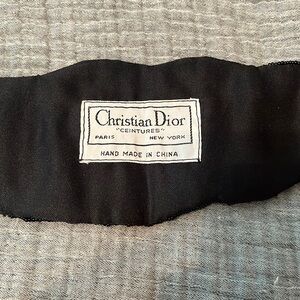 Christian Dior
"CEINTURES"
PARIS NEW YORK
HAND MADE IN CHINA